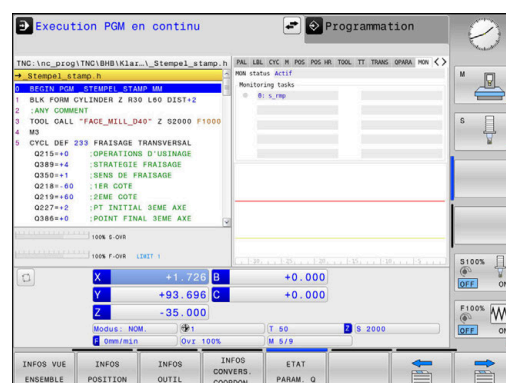 Execution PGM en continu
Programmation
TNC:\nc_prog\TNC\BHB\Klar…\_Stempel_stamp.h
→_Stempel_stamp.h
0 BEGIN PGM _STEMPEL_STAMP MM
1 BLK FORM CYLINDER Z R30 L60 DIST+2
2 ;ANY COMMENT
3 TOOL CALL "FACE_MILL_D40" Z S2000 F1000
4 M3
5 CYCL DEF 233 FRAISAGE TRANSVERSAL
Q215=+0 ;OPERATIONS D'USINAGE
Q389=+4 ;STRATEGIE FRAISAGE
Q350=+1 ;SENS DE FRAISAGE
Q218=-60 ;1ER COTE
Q219=+60 ;2EME COTE
Q227=+2 ;PT INITIAL 3EME AXE
Q386=+0 ;POINT FINAL 3EME AXE
PAL LBL CYC M POS POS HR TOOL TT TRANS QPARA MON
MON status Actif
Monitoring tasks
0: s_rmp
100% S-OVR
100% F-OVR LIMIT 1
X +1.726 B +0.000
Y +93.696 C +0.000
Z -35.000
Modus: NOM. 1 T 50 Z S 2000
F 0mm/min Ovr 100% M 5/9
M
S
S100%
OFF ON
F100%
OFF ON
INFOS VUE ENSEMBLE
INFOS POSITION
INFOS OUTIL
INFOS CONVERS. COORDON.
ETAT PARAM. Q